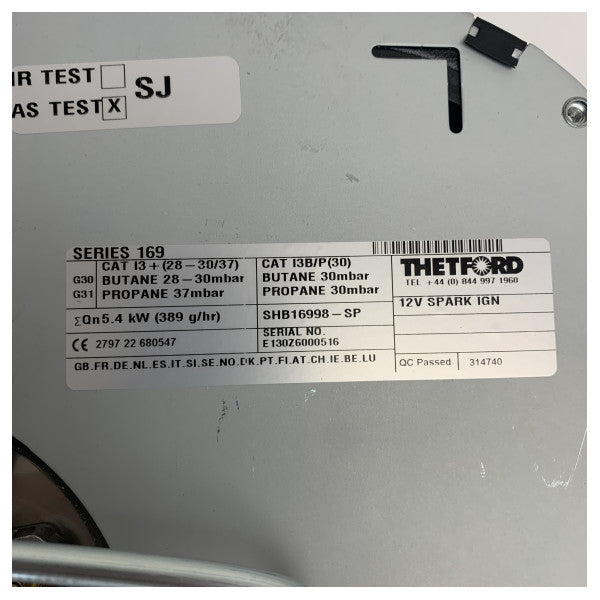 IR TEST
AS TEST X SJ
SERIES 169
CAT I3+(28-30/37) CAT I3B/P(30)
G30 BUTANE 28-30mbar BUTANE 30mbar
G31 PROPANE 37mbar PROPANE 30mbar
THETFORD
TEL +44 (0) 844 997 1960
ΣQn5.4 kW (389 g/hr) SHB16998-SP 12V SPARK IGN
CE 2797 22 680547 SERIAL NO.
E130Z6000516
GB.FR.DE.NL.ES.IT.SI.SE.NO.DK.PT.FI.AT.CH.IE.BE.LU
QC Passed 314740